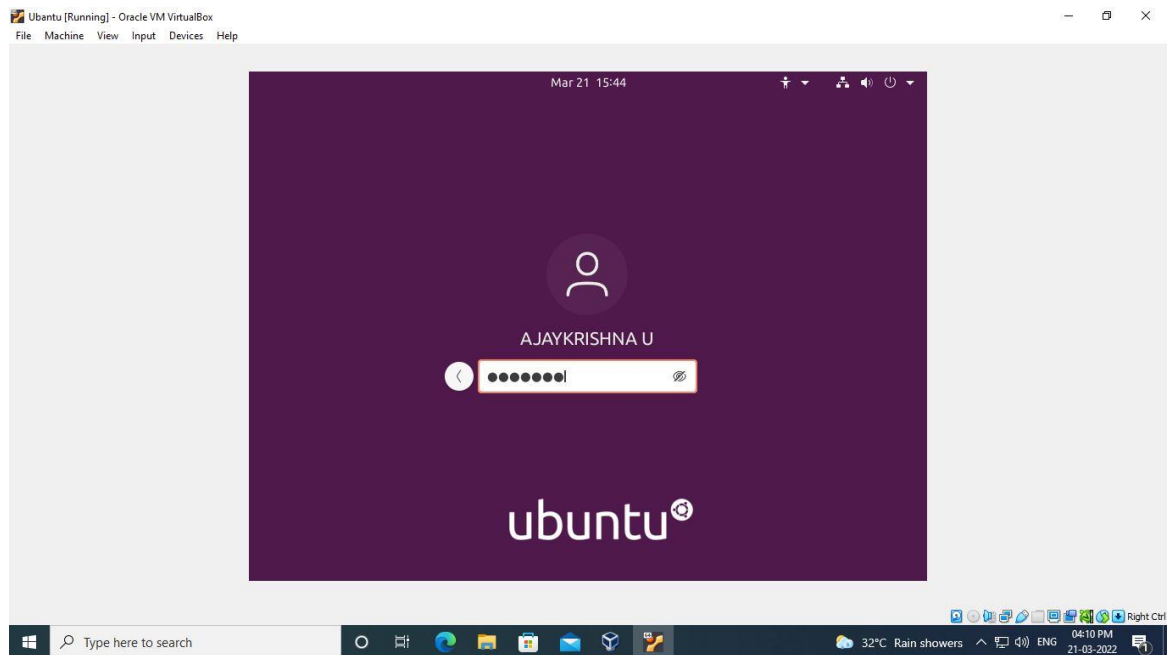 Ubantu [Running] - Oracle VM VirtualBox
File Machine View Input Devices Help
Mar 21 15:44
AJAYKRISHNA U
ubuntu
Right Ctrl
Type here to search
32°C Rain showers
ENG
04:10 PM
21-03-2022
1